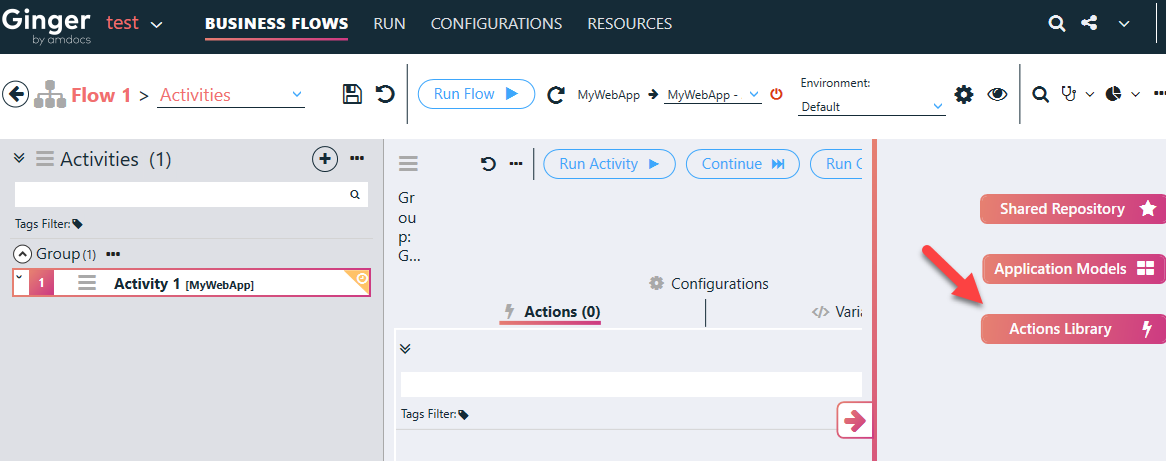 Ginger
by amdocs
test
BUSINESS FLOWS
RUN
CONFIGURATIONS
RESOURCES
Flow 1 > Activities
Run Flow
MyWebApp
MyWebApp -
Environment:
Default
Activities (1)
Tags Filter:
Group (1)
1
Activity 1 [MyWebApp]
Run Activity
Continue
Run C
Gr
ou
p:
G...
Configurations
Actions (0)
Varia
Tags Filter:
Shared Repository
Application Models
Actions Library